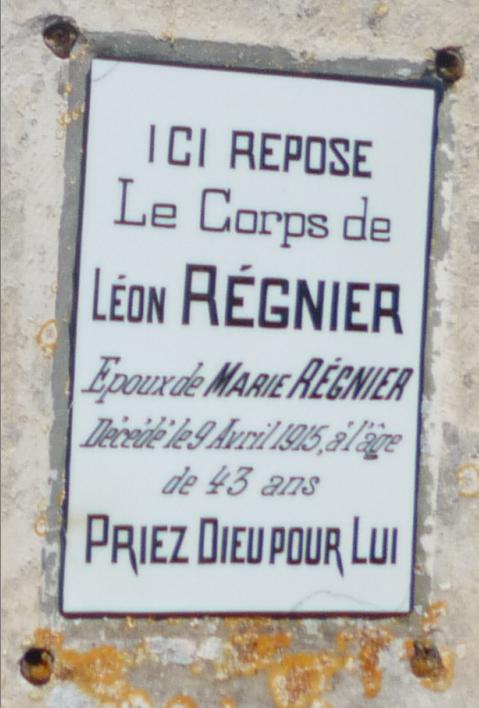 ICI REPOSE
Le Corps de
LÉON RÉGNIER
Epoux de MARIE RÉGNIER
Décédé le 9 Avril 1915, à l'âge
de 43 ans
PRIEZ DIEU POUR LUI